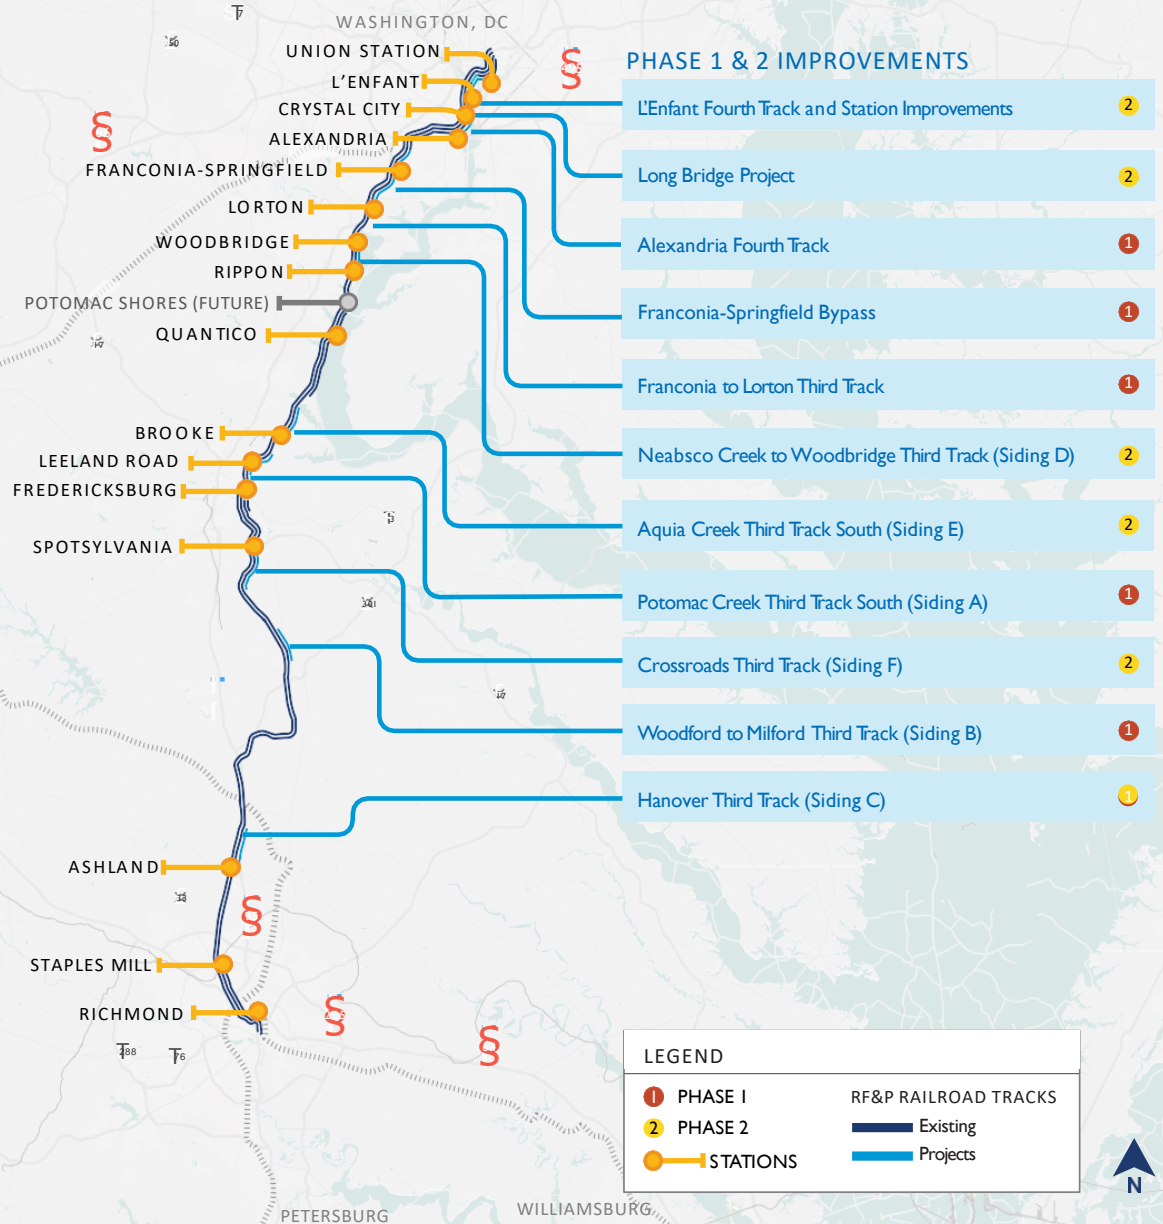 WASHINGTON, DC
UNION STATION
L'ENFANT
CRYSTAL CITY
ALEXANDRIA
FRANCONIA-SPRINGFIELD
LORTON
WOODBRIDGE
RIPPON
POTOMAC SHORES (FUTURE)
QUANTICO
BROOKE
LEELAND ROAD
FREDERICKSBURG
SPOTSYLVANIA
ASHLAND
STAPLES MILL
RICHMOND
288
76
PETERSBURG
WILLIAMSBURG
PHASE 1 & 2 IMPROVEMENTS
L'Enfant Fourth Track and Station Improvements 2
Long Bridge Project 2
Alexandria Fourth Track 1
Franconia-Springfield Bypass 1
Franconia to Lorton Third Track 1
Neabsco Creek to Woodbridge Third Track (Siding D) 2
Aquia Creek Third Track South (Siding E) 2
Potomac Creek Third Track South (Siding A) 1
Crossroads Third Track (Siding F) 2
Woodford to Milford Third Track (Siding B) 1
Hanover Third Track (Siding C) 1
LEGEND
1 PHASE 1
2 PHASE 2
STATIONS
RF&P RAILROAD TRACKS
Existing
Projects
N